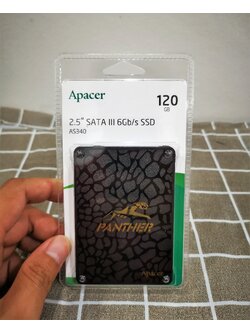 Apacer
120
GB
2.5" SATA III 6Gb/s SSD
AS340
PANTHER
Apacer